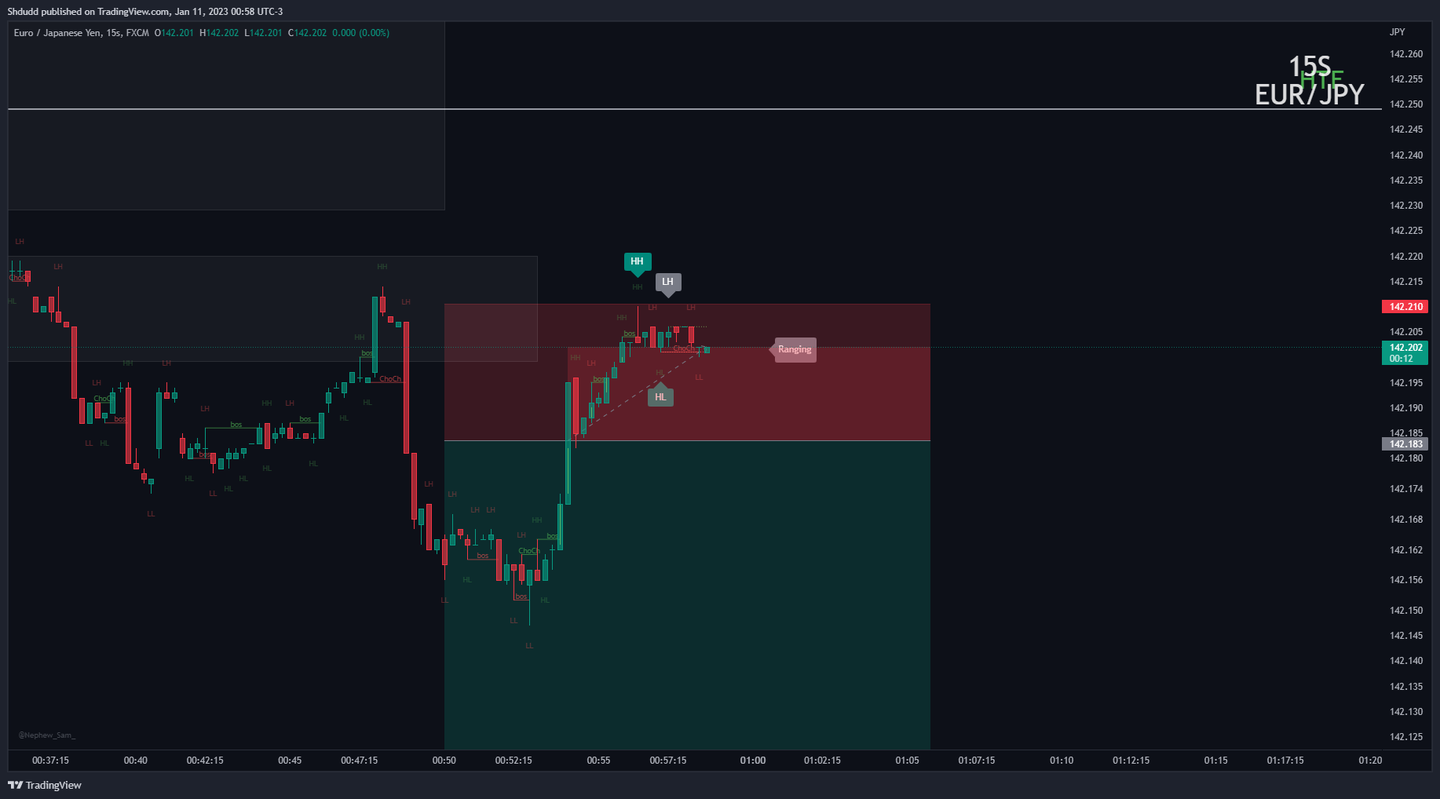 Shdudd published on TradingView.com, Jan 11, 2023 00:58 UTC-3
Euro / Japanese Yen, 15s, FXCM O142.201 H142.202 L142.201 C142.202 0.000 (0.00%)
JPY
15S
HTF
EUR/JPY
142.260
142.255
142.250
142.245
142.240
142.235
142.230
142.225
142.220
142.215
142.210
142.205
142.202
00:12
142.195
142.190
142.185
142.183
142.180
142.174
142.168
142.162
142.156
142.150
142.145
142.140
142.135
142.130
142.125
LH
LH
HH
HH
HH
LH
LH
LH
HH
LH
LH
ChoCh
HL
HH
bos
HH
LH
Ranging
bos
HH
LH
bos
ChoCh
bos
LL
HL
HL
LH
ChoCh
bos
LH
bos
HH
LH
bos
bos
HL
HL
bos
LL
HL
LL
HL
HL
HL
HL
LH
LH
LH
LH
HH
LH
bos
ChoCh
bos
HL
bos
LL
HL
LL
LL
LL
@Nephew_Sam_
00:37:15 00:40 00:42:15 00:45 00:47:15 00:50 00:52:15 00:55 00:57:15 01:00 01:02:15 01:05 01:07:15 01:10 01:12:15 01:15 01:17:15 01:20
TradingView